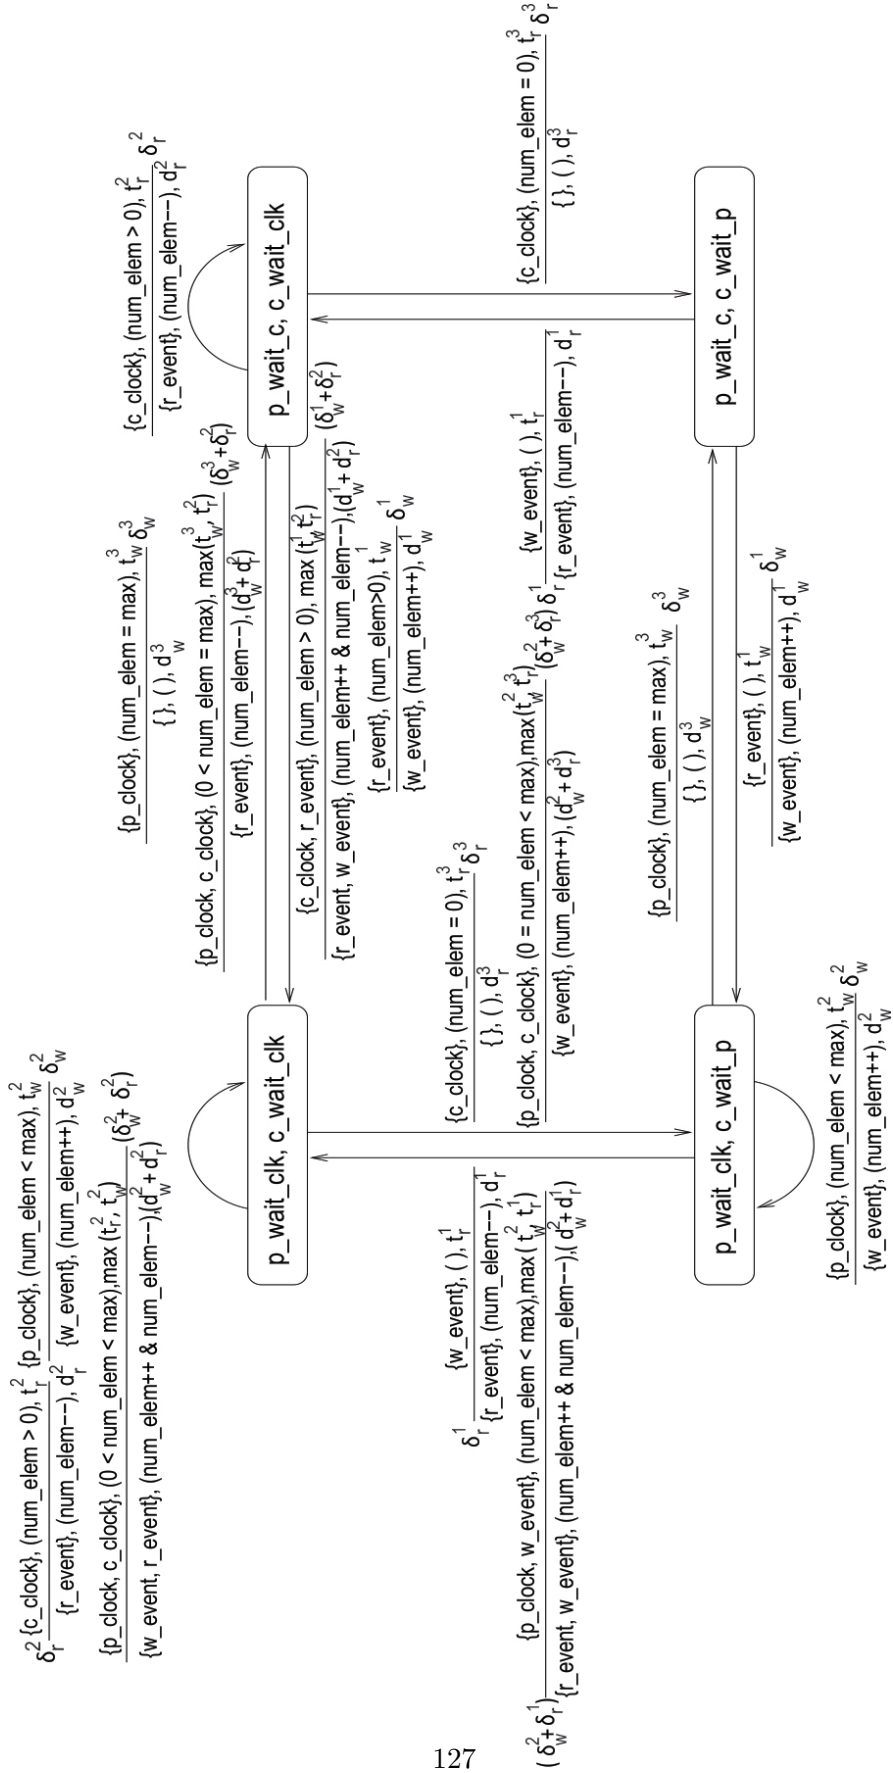 δ_r^2 {c_clock}, (num_elem > 0), t_r^2
{r_event}, (num_elem−−), d_r^2
{p_clock}, (num_elem < max), t_w^2 δ_w^2
{w_event}, (num_elem++), d_w^2
{p_clock, c_clock}, (0 < num_elem < max),max (t_r^2, t_w^2) (δ_w^2+ δ_r^2)
{w_event, r_event}, (num_elem++ & num_elem−−),(d_w^2 + d_r^2)
p_wait_clk, c_wait_clk
{p_clock}, (num_elem = max), t_w^3 δ_w^3
{ }, ( ), d_w^3
{p_clock, c_clock}, (0 < num_elem = max), max(t_w^3, t_r^2) (δ_w^3+δ_r^2)
{r_event}, (num_elem−−),(d_w^3+ d_r^2)
{c_clock, r_event}, (num_elem > 0), max (t_w^1 t_r^2) (δ_w^1+δ_r^2)
{r_event, w_event}, (num_elem++ & num_elem−−),(d_w^1 + d_r^2)
{r_event}, (num_elem>0), t_w^1 δ_w^1
{w_event}, (num_elem++), d_w^1
{c_clock}, (num_elem > 0), t_r^2 δ_r^2
{r_event}, (num_elem−−), d_r^2
p_wait_c, c_wait_clk
δ_r^1 {w_event}, ( ), t_r^1
{r_event}, (num_elem−−), d_r^1
{p_clock, w_event}, (num_elem < max),max( t_w^2, t_r^1)
(δ_w^2+δ_r^1) {r_event, w_event}, (num_elem++ & num_elem−−),(d_w^2+d_r^1)
{c_clock}, (num_elem = 0), t_r^3 δ_r^3
{ }, ( ), d_r^3
{p_clock, c_clock}, (0 = num_elem < max),max(t_w^2, t_r^3) (δ_w^2+ δ_r^3)
{w_event}, (num_elem++), (d_w^2+d_r^3)
δ_r^1 {w_event}, ( ), t_r^1
{r_event}, (num_elem−−), d_r^1
{c_clock}, (num_elem = 0), t_r^3 δ_r^3
{ }, ( ), d_r^3
p_wait_clk, c_wait_p
{p_clock}, (num_elem = max), t_w^3 δ_w^3
{ }, ( ), d_w^3
{r_event}, ( ), t_w^1 δ_w^1
{w_event}, (num_elem++), d_w^1
p_wait_c, c_wait_p
{p_clock}, (num_elem < max), t_w^2 δ_w^2
{w_event}, (num_elem++), d_w^2
127